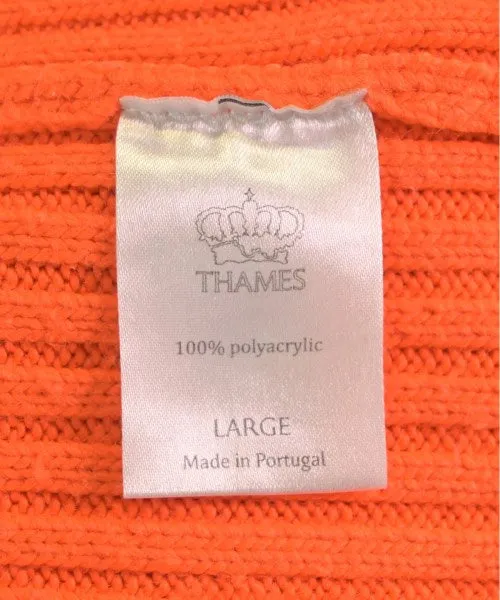 THAMES
100% polyacrylic
LARGE
Made in Portugal